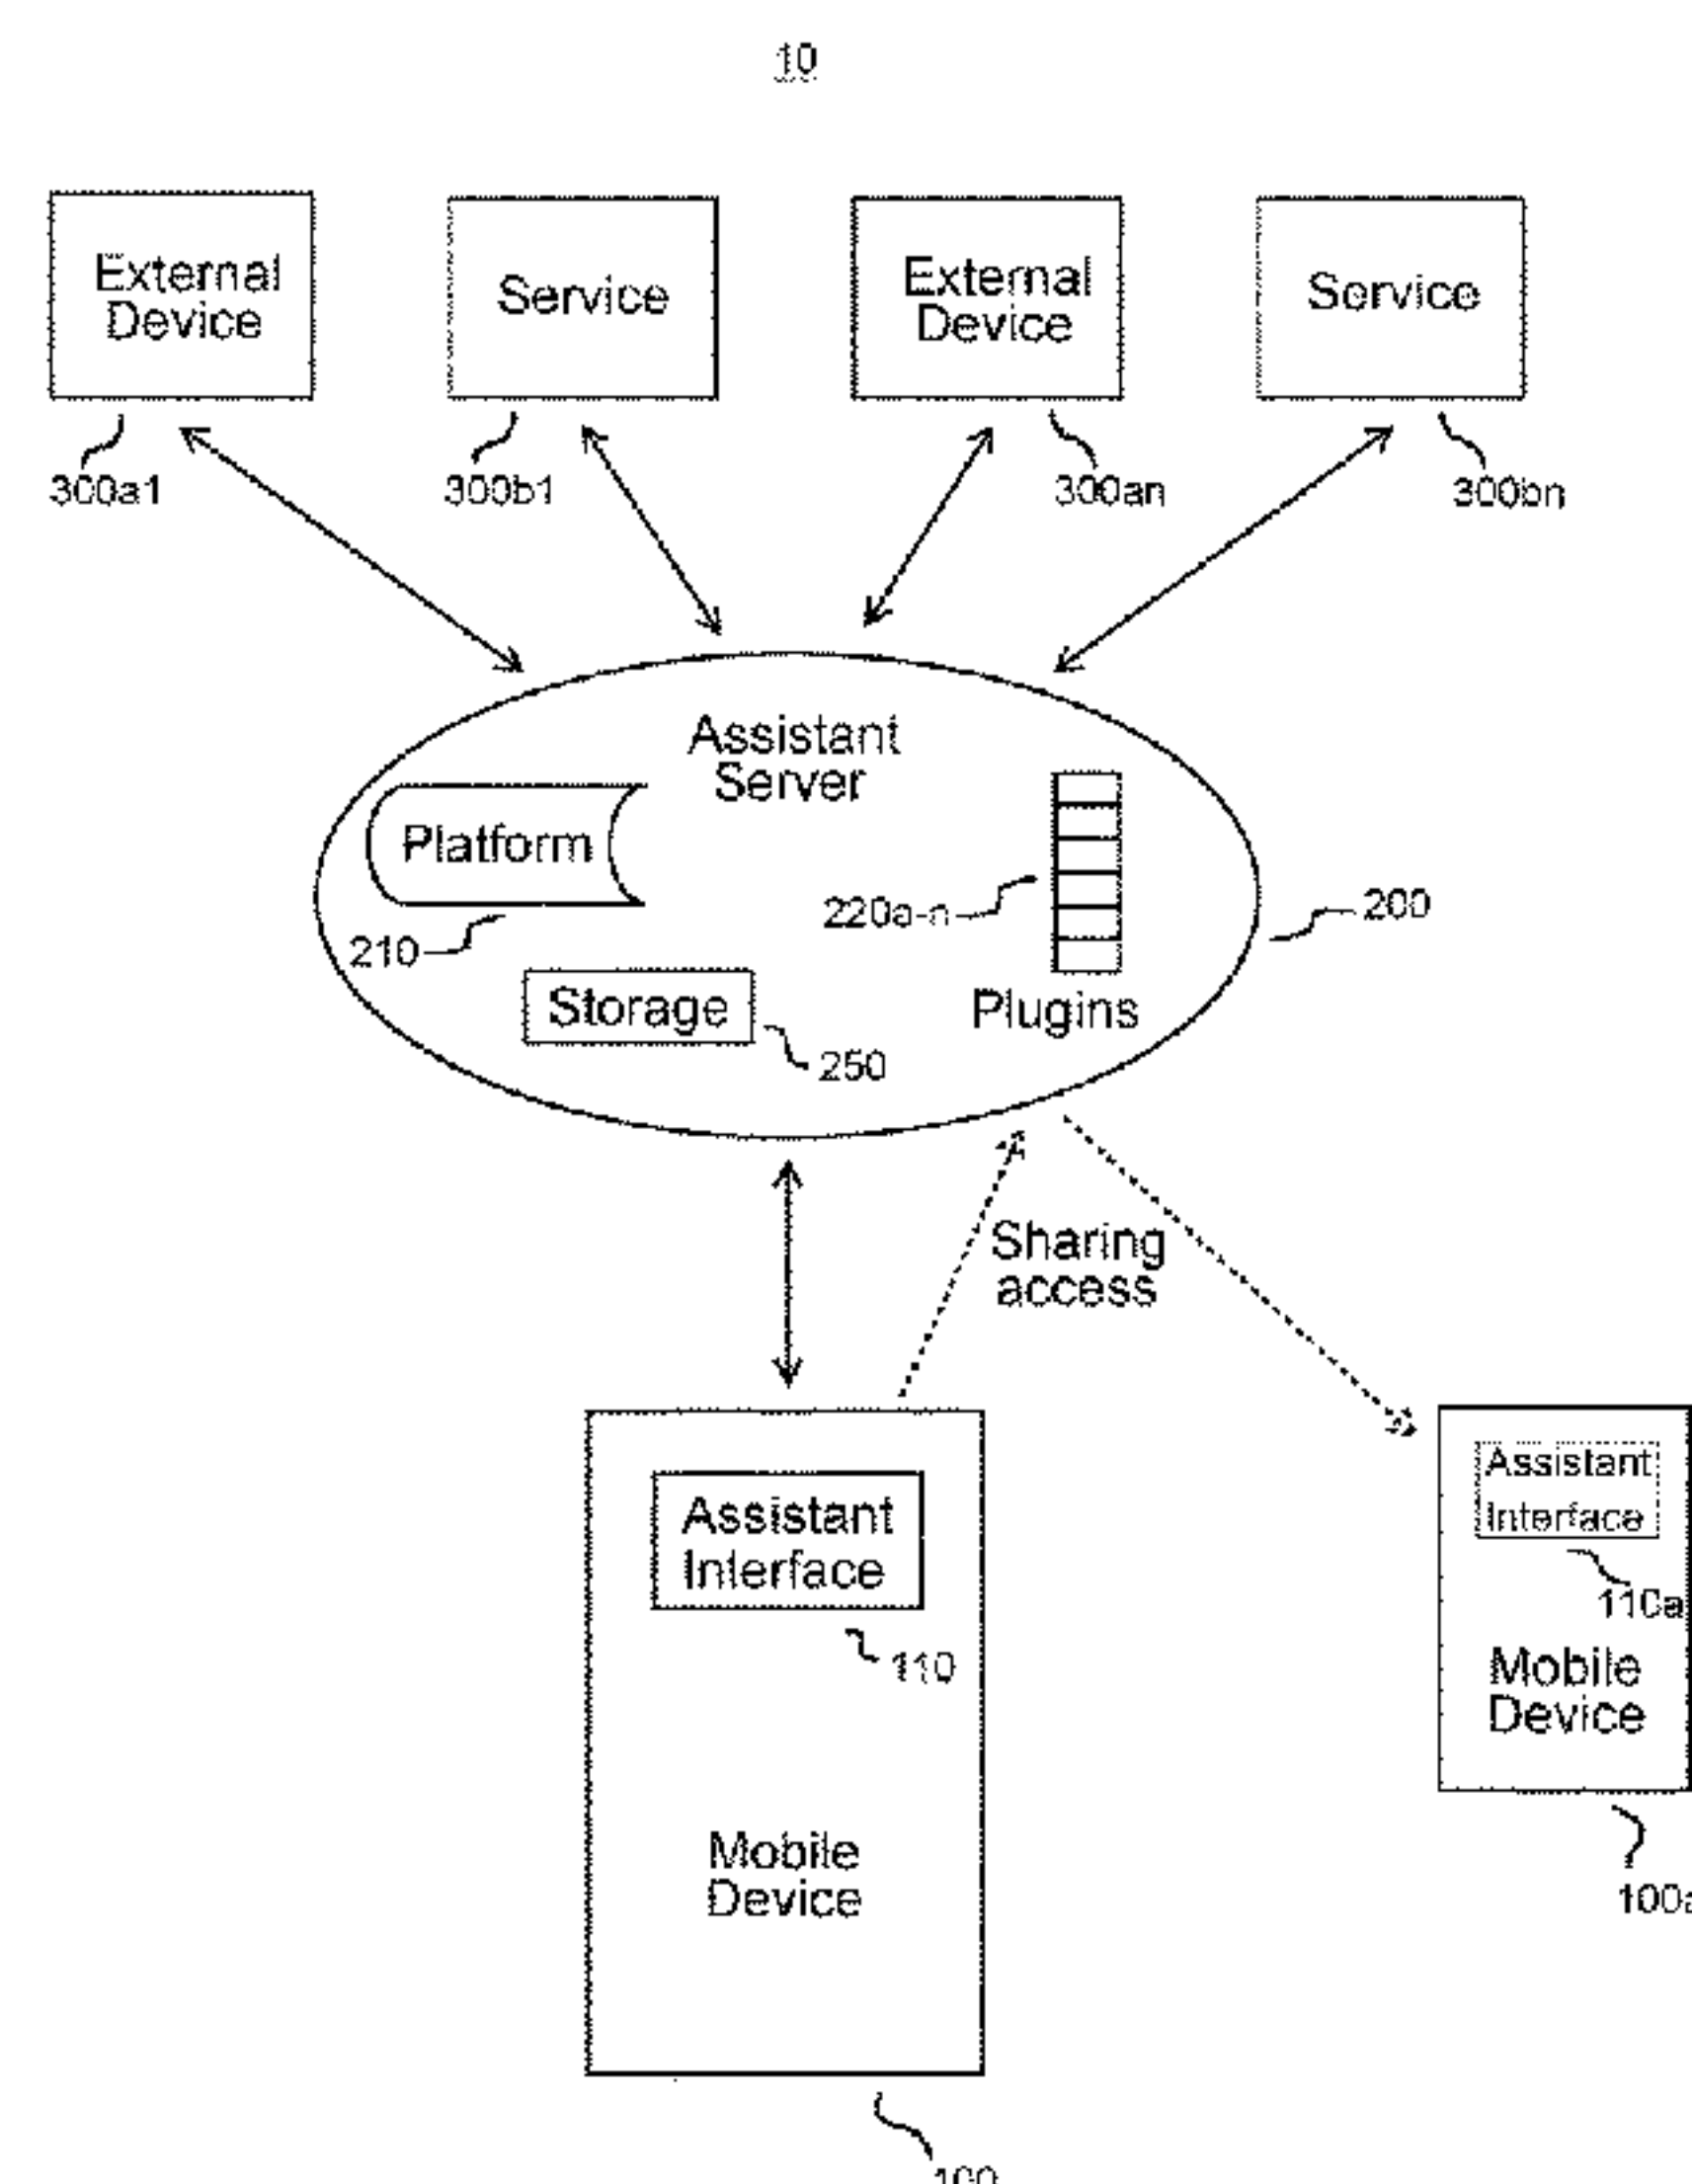 10
External
Device
Service
External
Device
Service
300a1
300b1
300an
300bn
Assistant
Server
Platform
220a-n
200
210
Storage
Plugins
250
Sharing
access
Assistant
Interface
110
Mobile
Device
100
Assistant
Interface
110a
Mobile
Device
100a